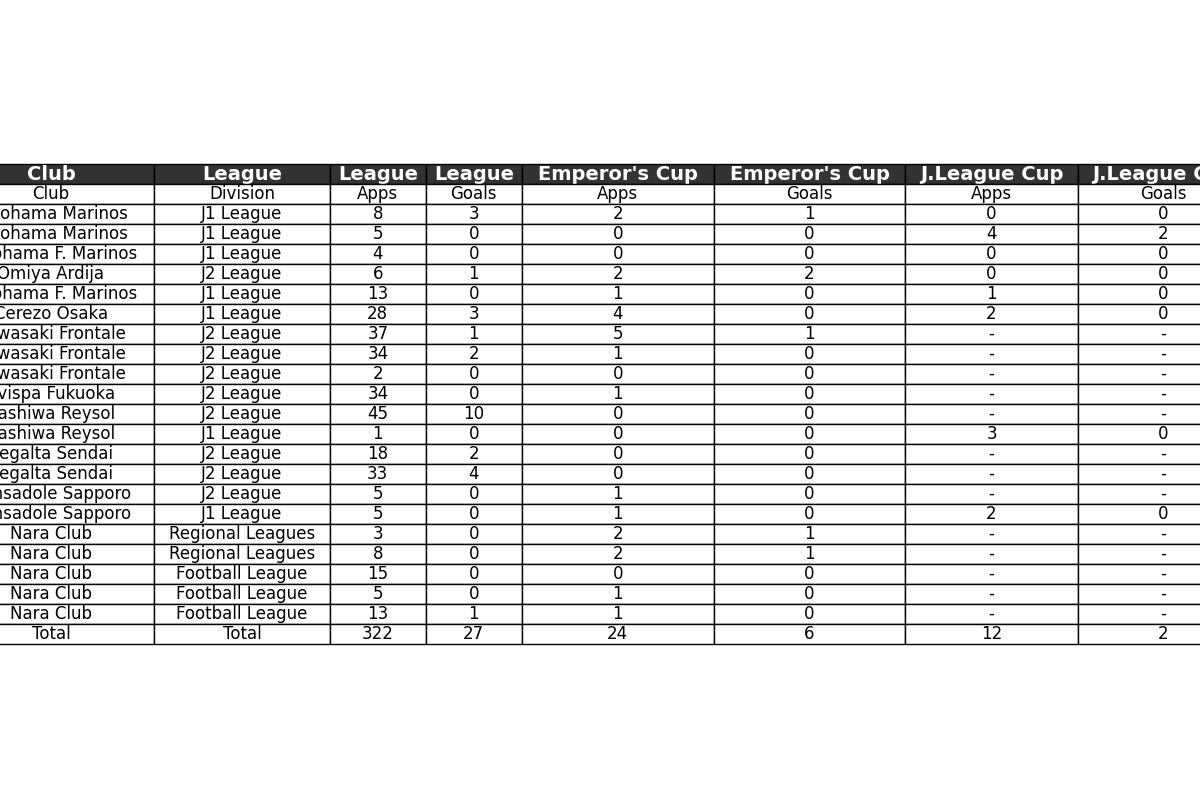 Club League League League Emperor's Cup Emperor's Cup J.League Cup J.League C
Club Division Apps Goals Apps Goals Apps Goals
ohama Marinos J1 League 8 3 2 1 0 0
ohama Marinos J1 League 5 0 0 0 4 2
ohama F. Marinos J1 League 4 0 0 0 0 0
Omiya Ardija J2 League 6 1 2 2 0 0
ohama F. Marinos J1 League 13 0 1 0 1 0
Cerezo Osaka J1 League 28 3 4 0 2 0
wasaki Frontale J2 League 37 1 5 1 - -
wasaki Frontale J2 League 34 2 1 0 - -
wasaki Frontale J2 League 2 0 0 0 - -
vispa Fukuoka J2 League 34 0 1 0 - -
ashiwa Reysol J2 League 45 10 0 0 - -
ashiwa Reysol J1 League 1 0 0 0 3 0
egalta Sendai J2 League 18 2 0 0 - -
egalta Sendai J2 League 33 4 0 0 - -
nsadole Sapporo J2 League 5 0 1 0 - -
nsadole Sapporo J1 League 5 0 1 0 2 0
Nara Club Regional Leagues 3 0 2 1 - -
Nara Club Regional Leagues 8 0 2 1 - -
Nara Club Football League 15 0 0 0 - -
Nara Club Football League 5 0 1 0 - -
Nara Club Football League 13 1 1 0 - -
Total Total 322 27 24 6 12 2